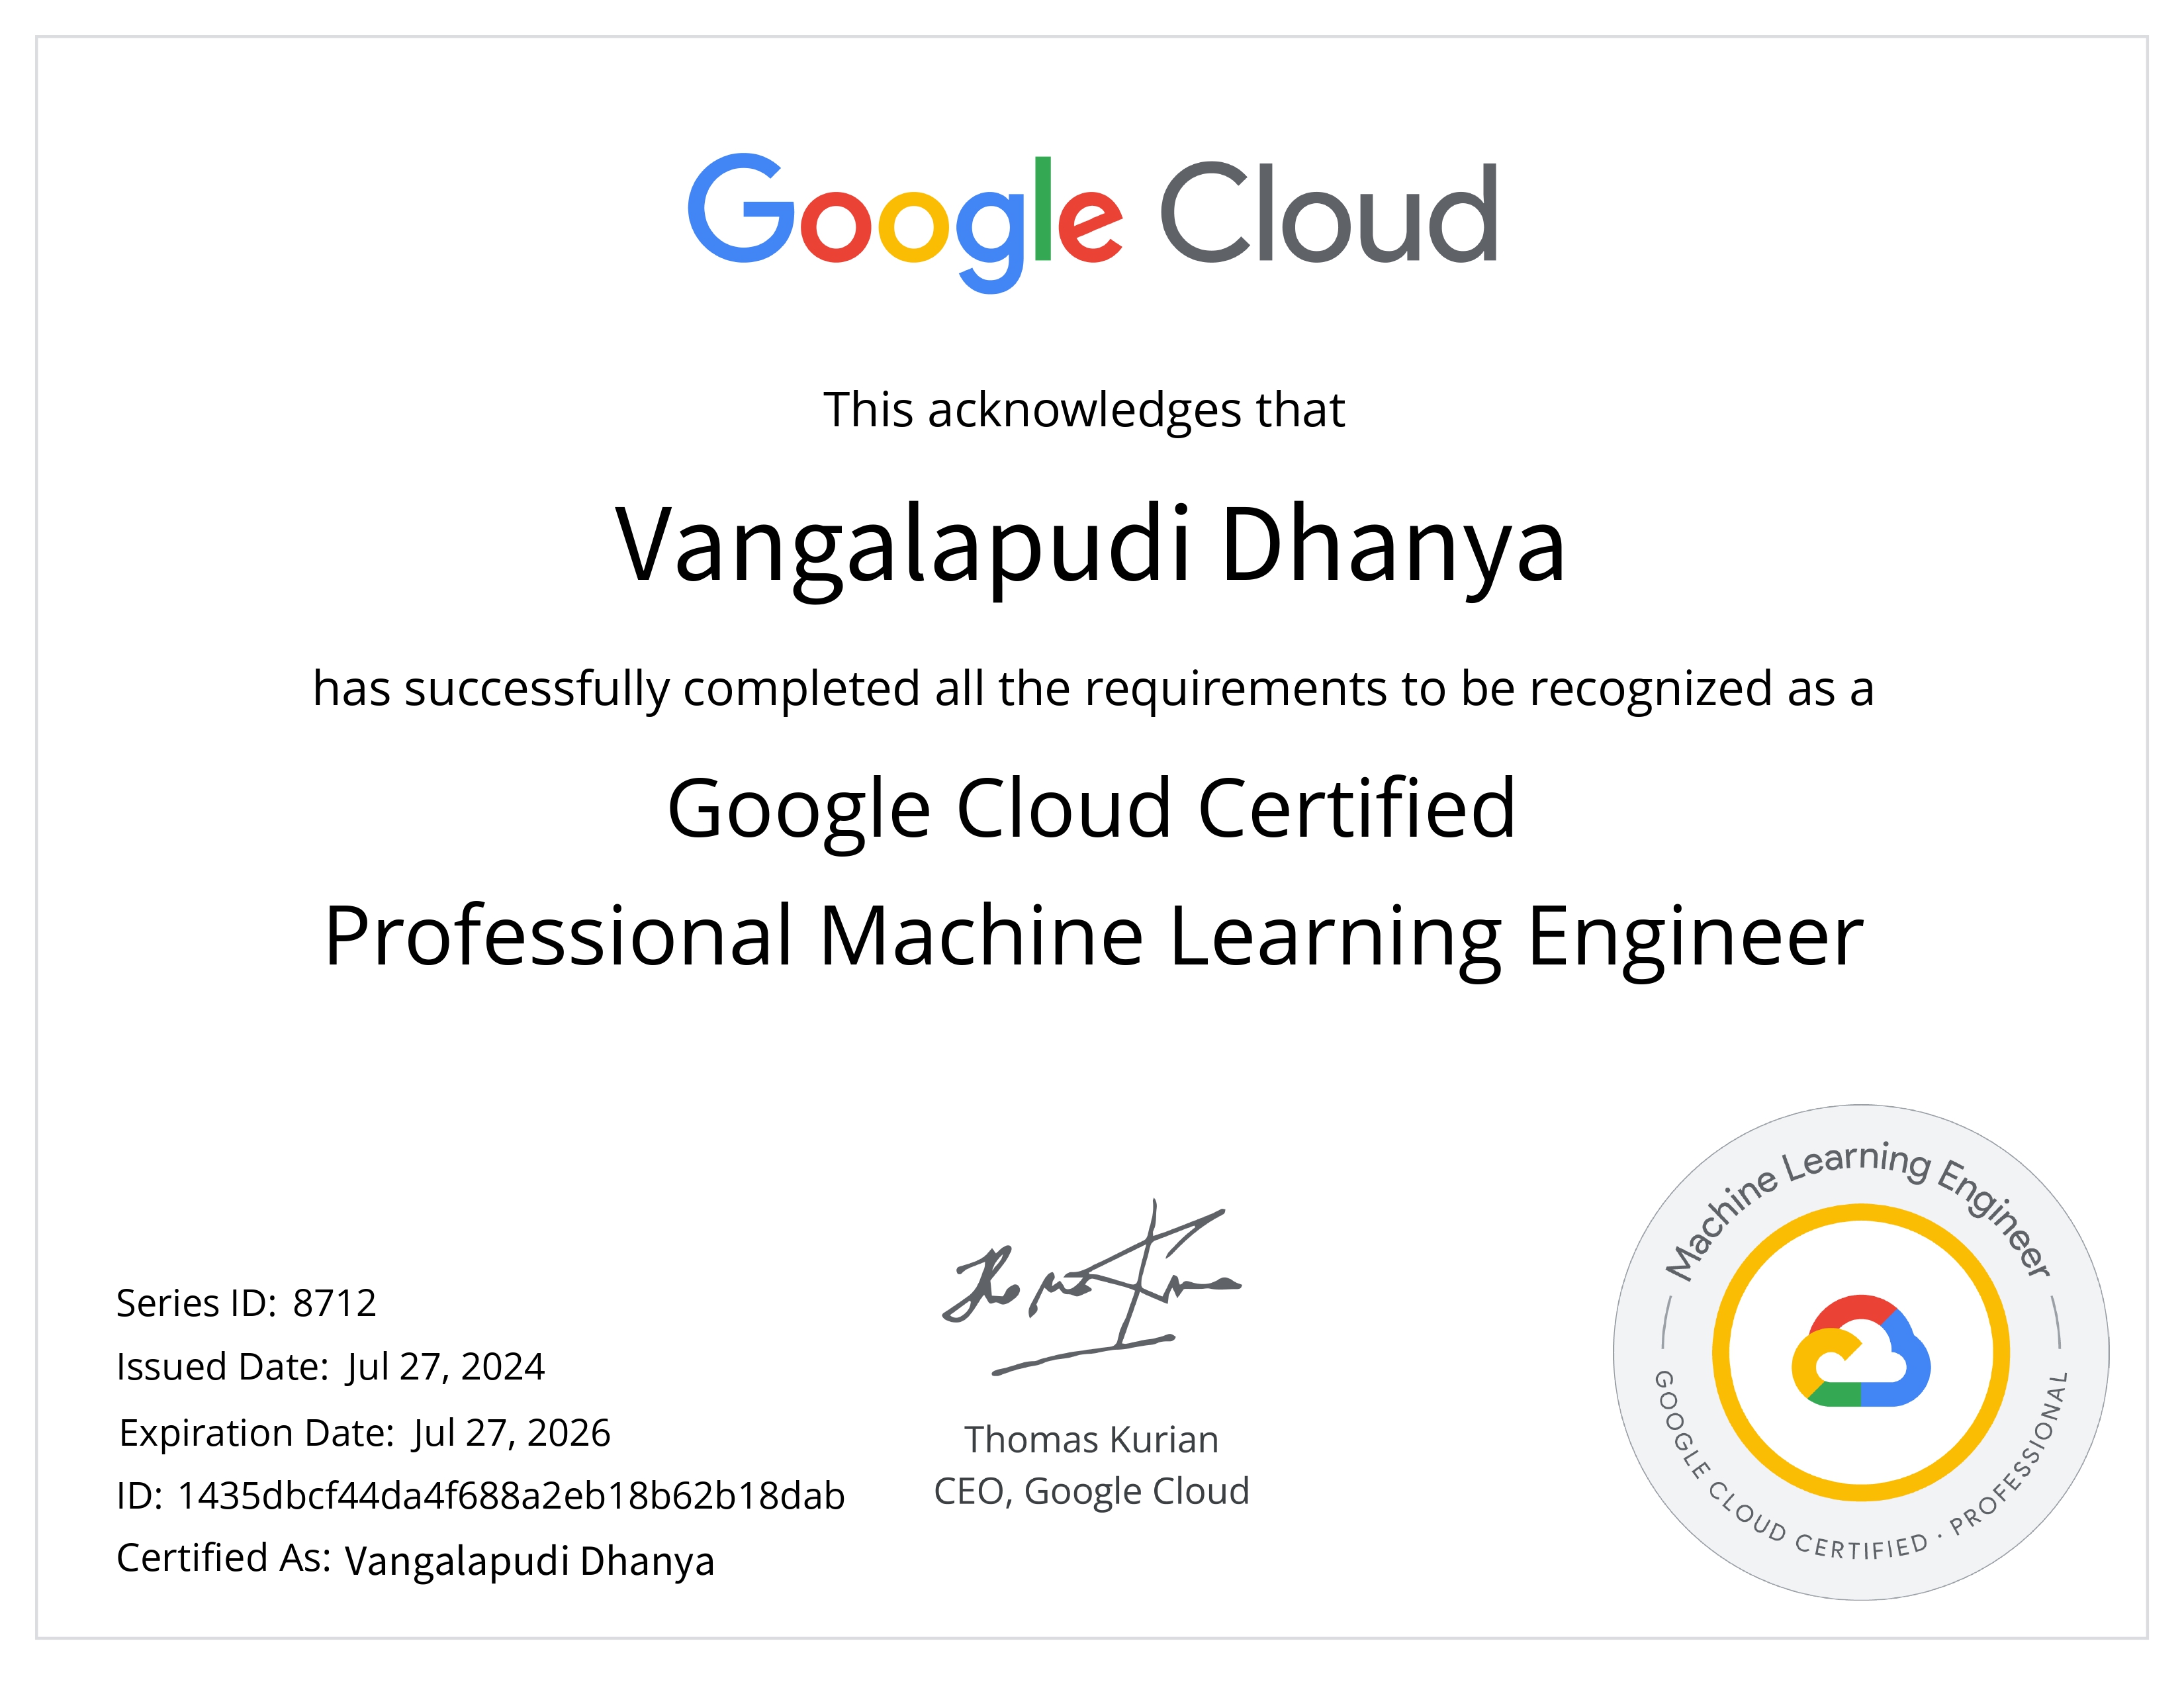 Google Cloud
This acknowledges that
Vangalapudi Dhanya
has successfully completed all the requirements to be recognized as a
Google Cloud Certified
Professional Machine Learning Engineer
Series ID: 8712
Issued Date: Jul 27, 2024
Expiration Date: Jul 27, 2026
ID: 1435dbcf44da4f688a2eb18b62b18dab
Certified As: Vangalapudi Dhanya
Thomas Kurian
CEO, Google Cloud
Machine Learning Engineer
GOOGLE CLOUD CERTIFIED · PROFESSIONAL